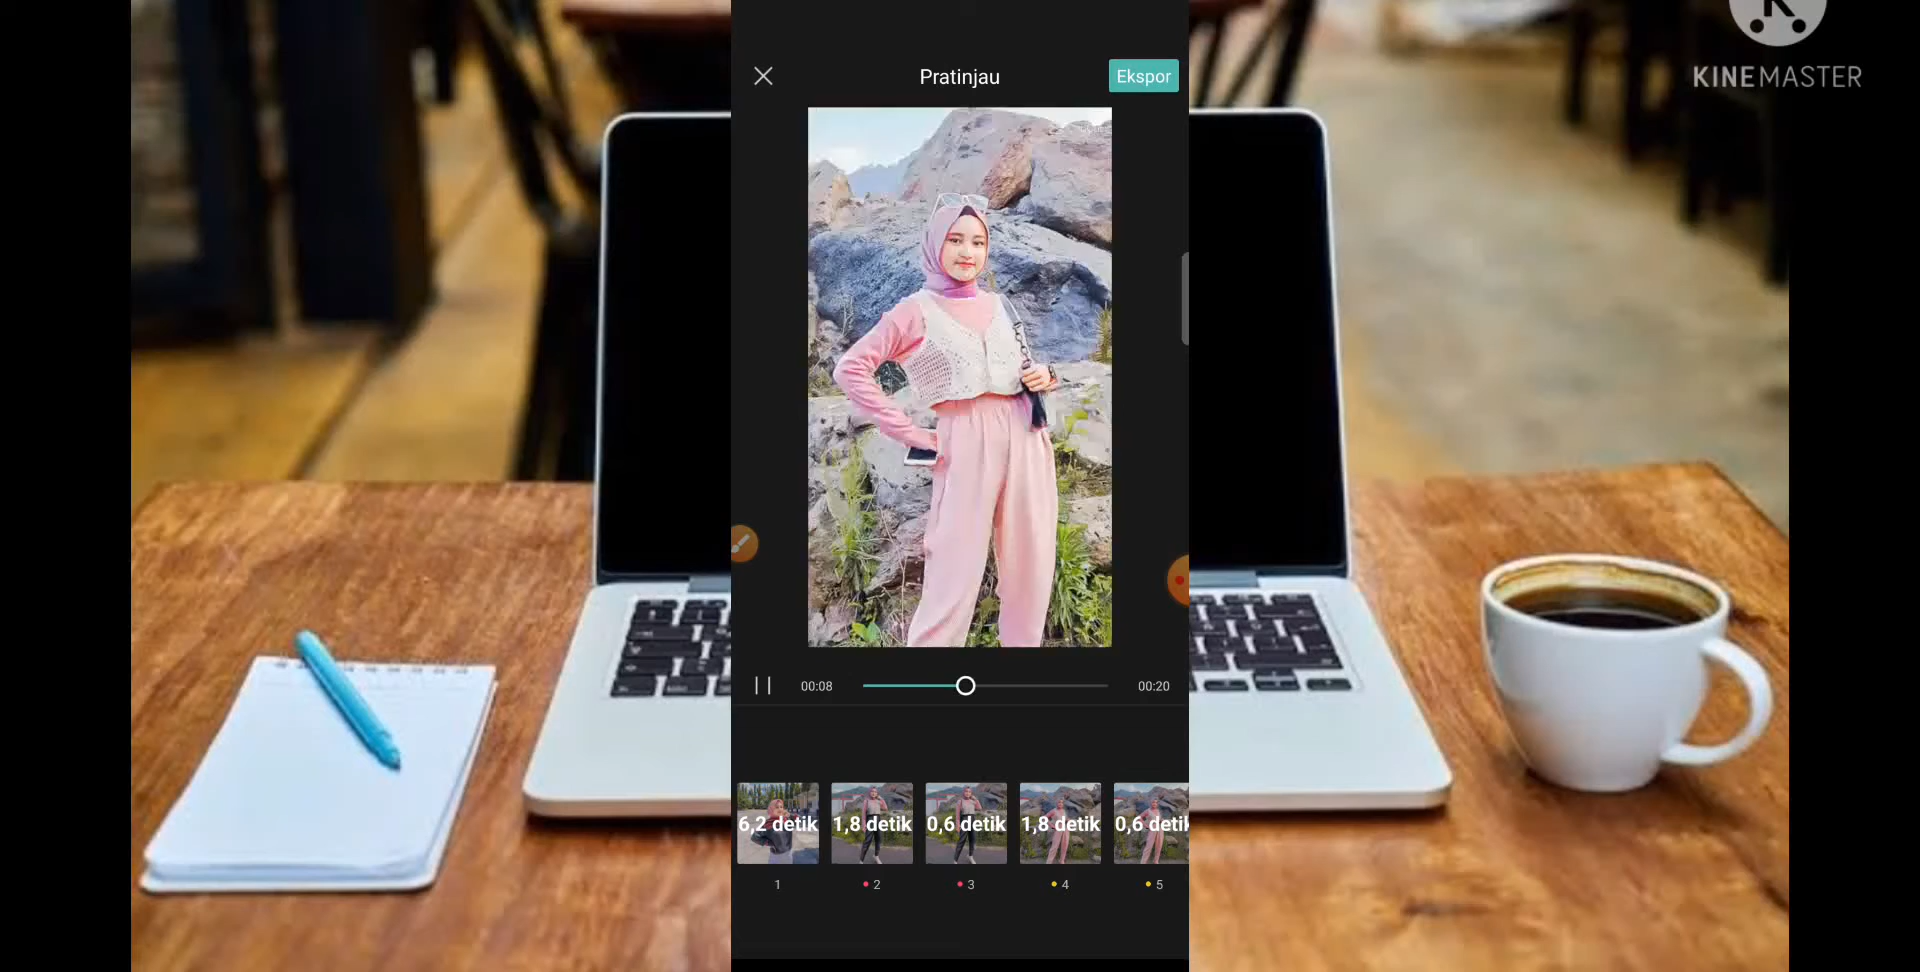 KINEMASTER
Pratinjau
Ekspor
00:08
00:20
6,2 detik
1,8 detik
0,6 detik
1,8 detik
0,6 detik
1
2
3
4
5